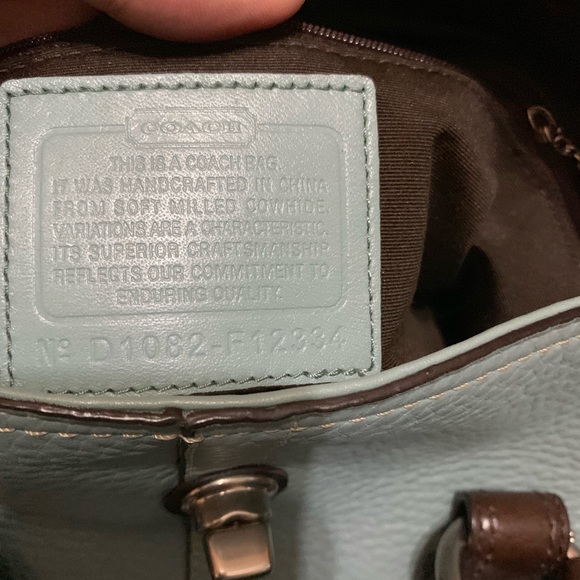 COACH
THIS IS A COACH BAG.
IT WAS HANDCRAFTED IN CHINA
FROM SOFT MILLED COWHIDE.
VARIATIONS ARE A CHARACTERISTIC.
ITS SUPERIOR CRAFTSMANSHIP
REFLECTS OUR COMMITMENT TO
ENDURING QUALITY.
Nº D1082-F12334